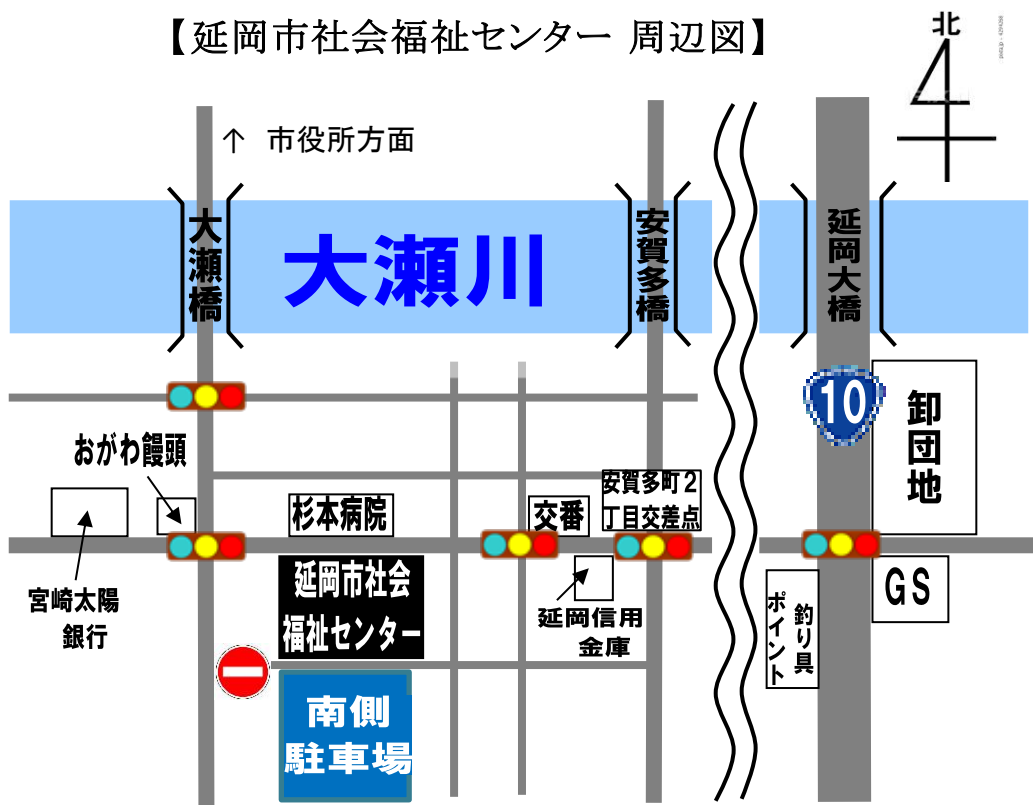 【延岡市社会福祉センター 周辺図】
北
↑ 市役所方面
大瀬橋
大瀬川
安賀多橋
延岡大橋
10
卸団地
おがわ饅頭
杉本病院
交番
安賀多町2
丁目交差点
宮崎太陽
銀行
延岡市社会
福祉センター
延岡信用
金庫
GS
釣り具
ポイント
南側
駐車場